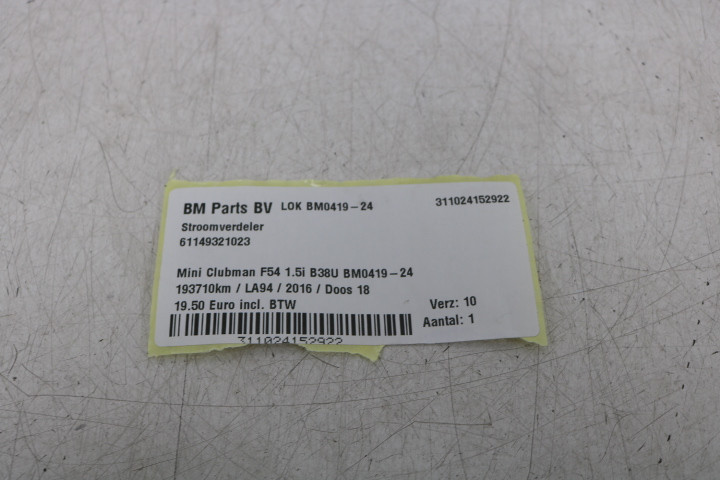 BM Parts BV LOK BM0419-24 311024152922
Stroomverdeler
61149321023
Mini Clubman F54 1.5i B38U BM0419-24
193710km / LA94 / 2016 / Doos 18
19.50 Euro incl. BTW Verz: 10
Aantal: 1
311024152922